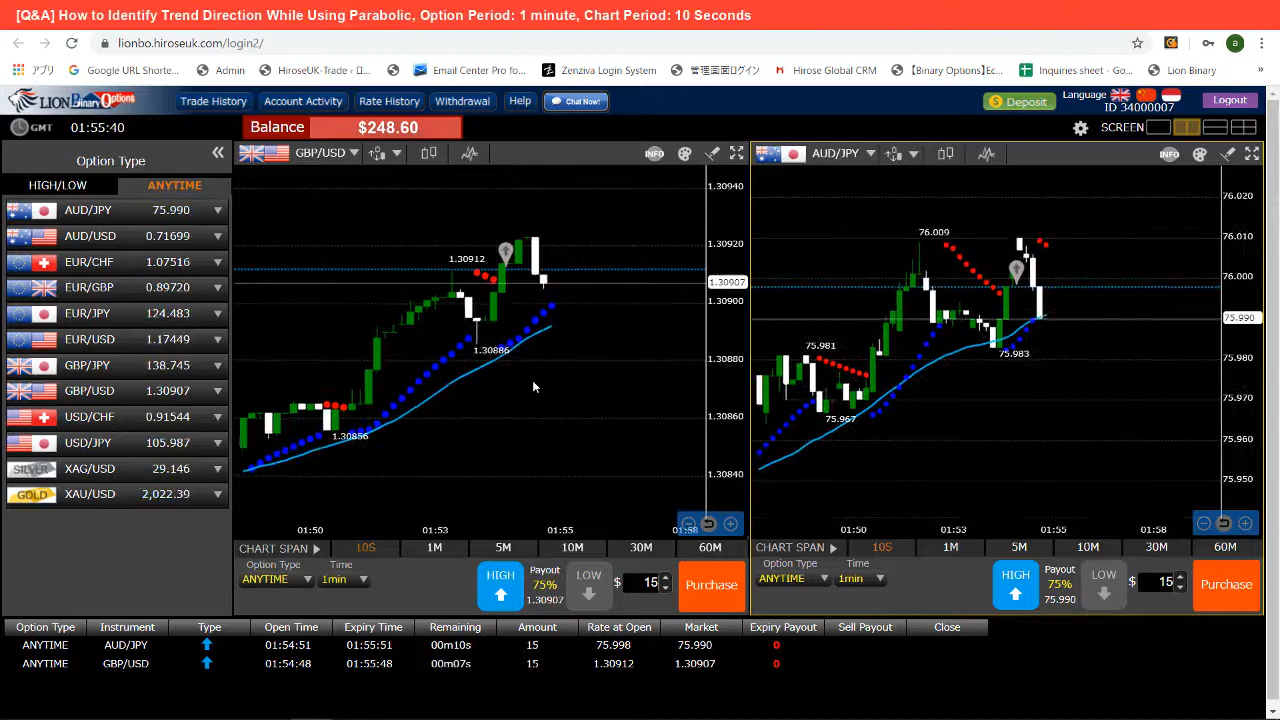 [Q&A] How to Identify Trend Direction While Using Parabolic, Option Period: 1 minute, Chart Period: 10 Seconds
lionbo.hiroseuk.com/login2/
a
アプリ Google URL Shorte... Admin HiroseUK-Trade ‹ ロ... Email Center Pro fo... Zenziva Login System 管理画面ログイン Hirose Global CRM 【Binary Options】Ec... Inquiries sheet - Go... Lion Binary
LION Binary Options Trade History Account Activity Rate History Withdrawal Help Chat Now! $ Deposit Language ID 34000007 Logout
GMT 01:55:40 Balance $248.60 SCREEN
Option Type
HIGH/LOW ANYTIME
AUD/JPY 75.990
AUD/USD 0.71699
EUR/CHF 1.07516
EUR/GBP 0.89720
EUR/JPY 124.483
EUR/USD 1.17449
GBP/JPY 138.745
GBP/USD 1.30907
USD/CHF 0.91544
USD/JPY 105.987
SILVER XAG/USD 29.146
GOLD XAU/USD 2,022.39
GBP/USD INFO
1.30940
1.30920
1.30912
1.30907
1.30900
1.30886
1.30880
1.30860
1.30856
1.30840
01:50 01:53 01:55 01:58
CHART SPAN 10S 1M 5M 10M 30M 60M
Option Type Time
ANYTIME 1min
HIGH Payout 75% 1.30907 LOW $ 15 Purchase
AUD/JPY INFO
76.020
76.010
76.009
76.000
75.990
75.983
75.981
75.980
75.970
75.967
75.960
75.950
01:50 01:53 01:55 01:58
CHART SPAN 10S 1M 5M 10M 30M 60M
Option Type Time
ANYTIME 1min
HIGH Payout 75% 75.990 LOW $ 15 Purchase
Option Type Instrument Type Open Time Expiry Time Remaining Amount Rate at Open Market Expiry Payout Sell Payout Close
ANYTIME AUD/JPY 01:54:51 01:55:51 00m10s 15 75.998 75.990 0
ANYTIME GBP/USD 01:54:48 01:55:48 00m07s 15 1.30912 1.30907 0